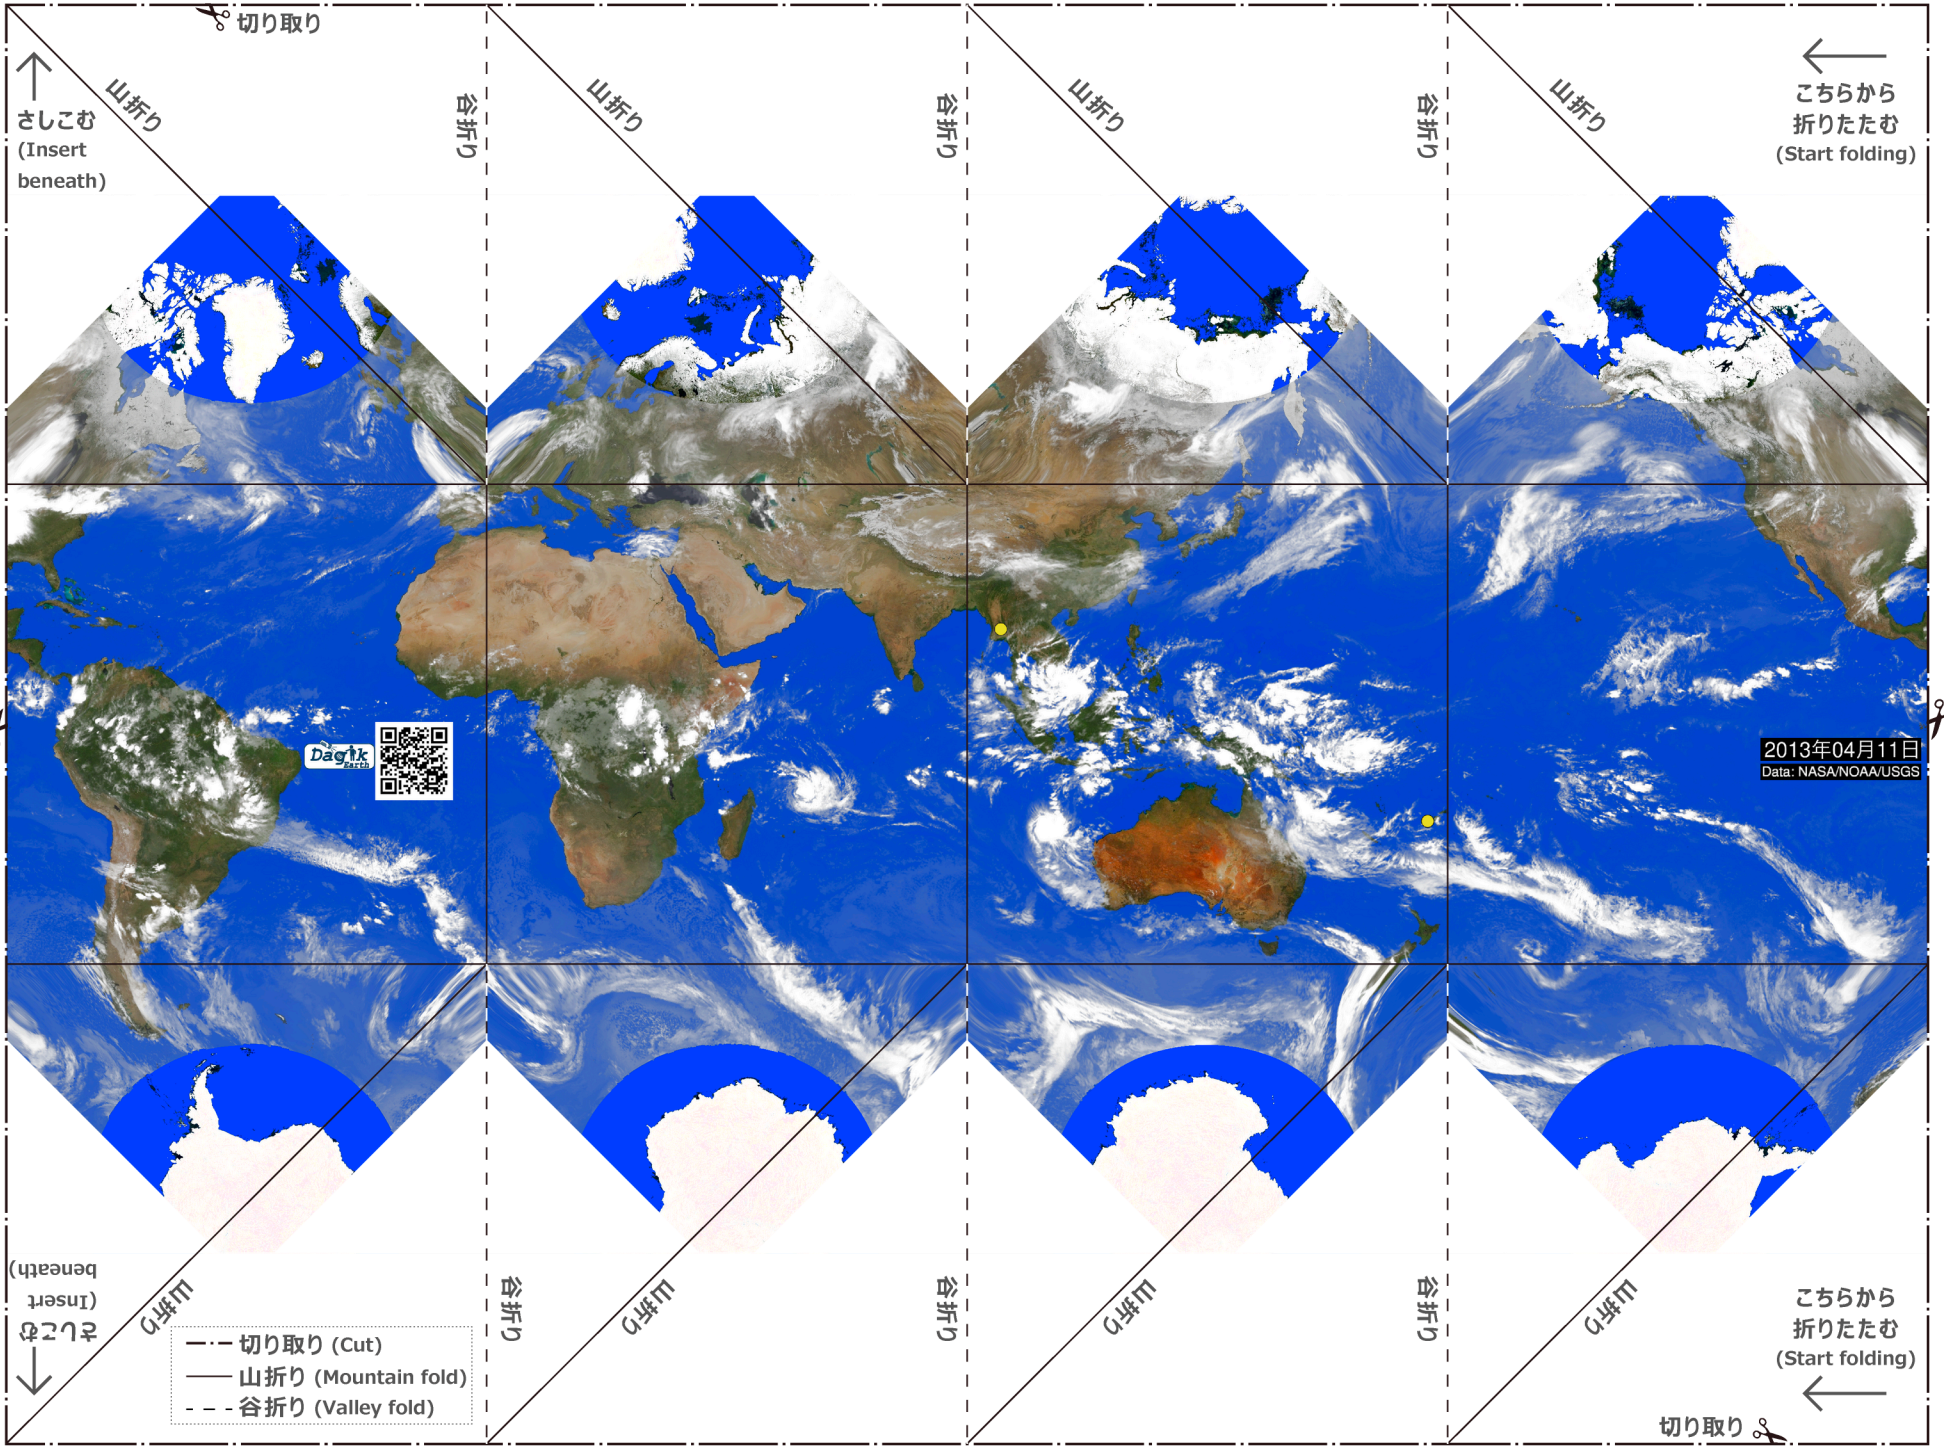 切り取り
さしこむ
(Insert
beneath)
山折り
谷折り
山折り
谷折り
山折り
谷折り
山折り
こちらから
折りたたむ
(Start folding)
Dagik
Earth
2013年04月11日
Data: NASA/NOAA/USGS
さしこむ
(Insert
beneath)
山折り
谷折り
山折り
谷折り
山折り
谷折り
山折り
こちらから
折りたたむ
(Start folding)
切り取り (Cut)
山折り (Mountain fold)
谷折り (Valley fold)
切り取り